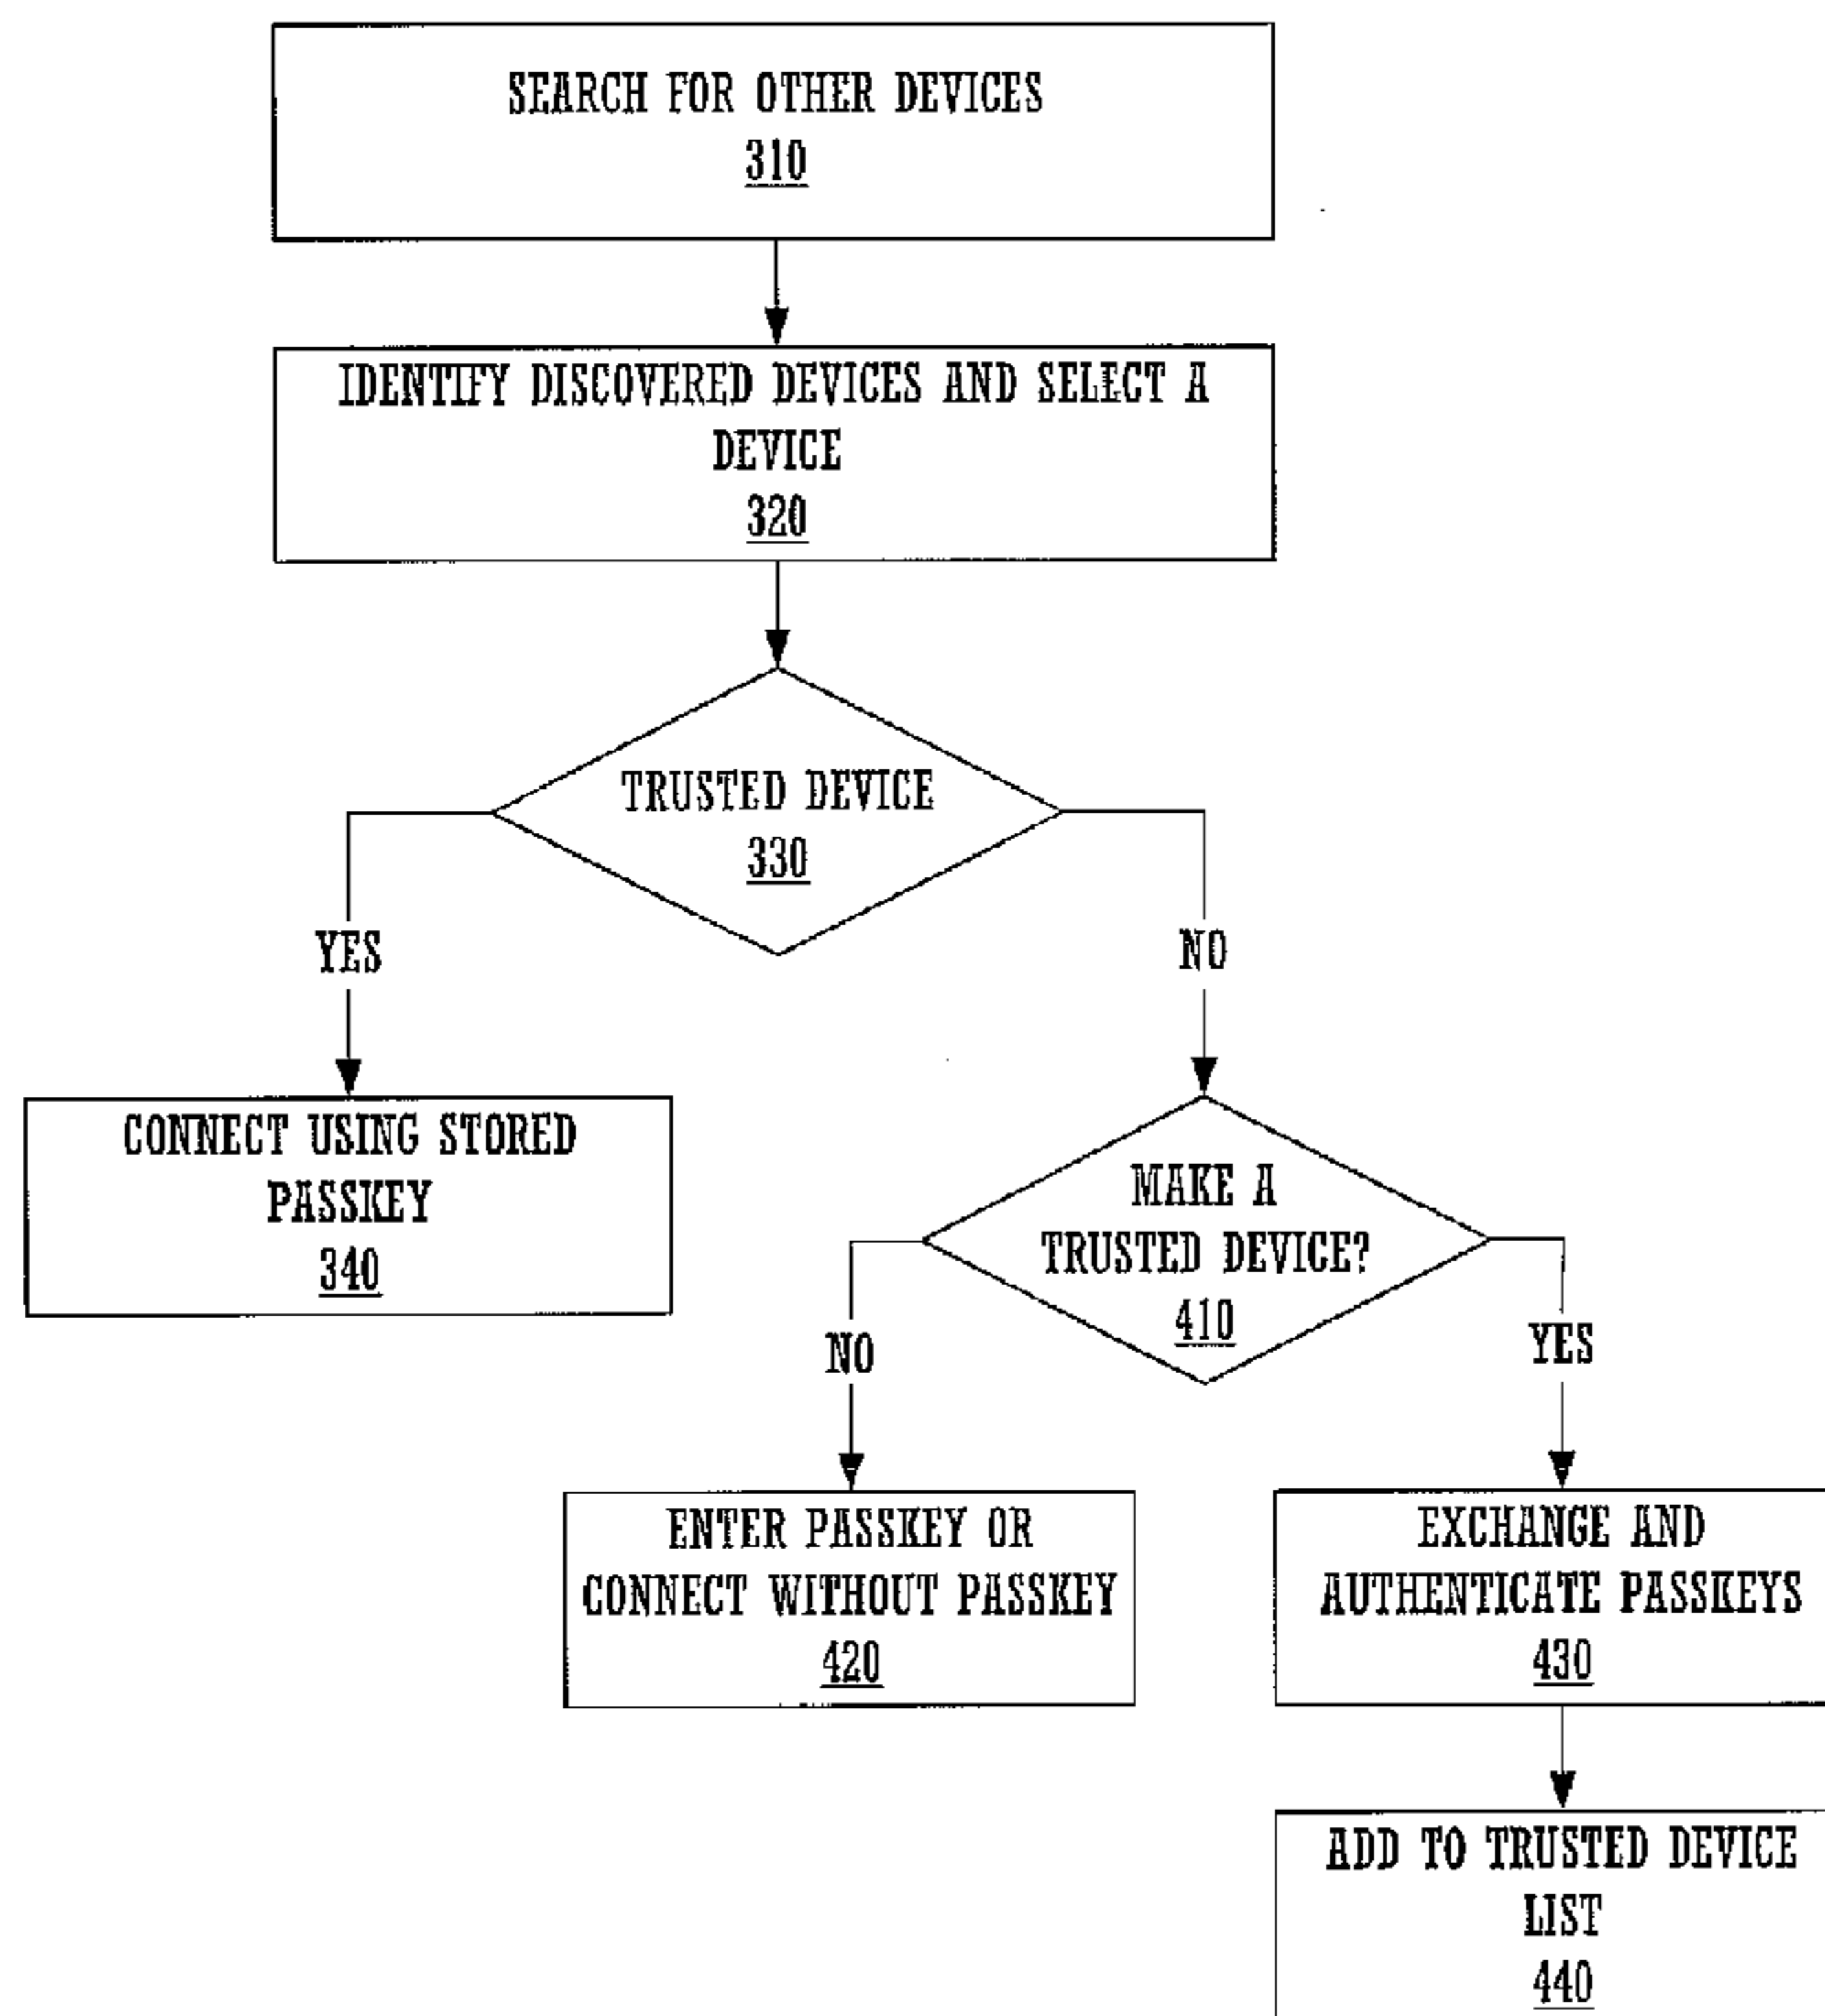 SEARCH FOR OTHER DEVICES
310
IDENTIFY DISCOVERED DEVICES AND SELECT A
DEVICE
320
TRUSTED DEVICE
330
YES
NO
CONNECT USING STORED
PASSKEY
340
MAKE A
TRUSTED DEVICE?
410
NO
YES
ENTER PASSKEY OR
CONNECT WITHOUT PASSKEY
420
EXCHANGE AND
AUTHENTICATE PASSKEYS
430
ADD TO TRUSTED DEVICE
LIST
440